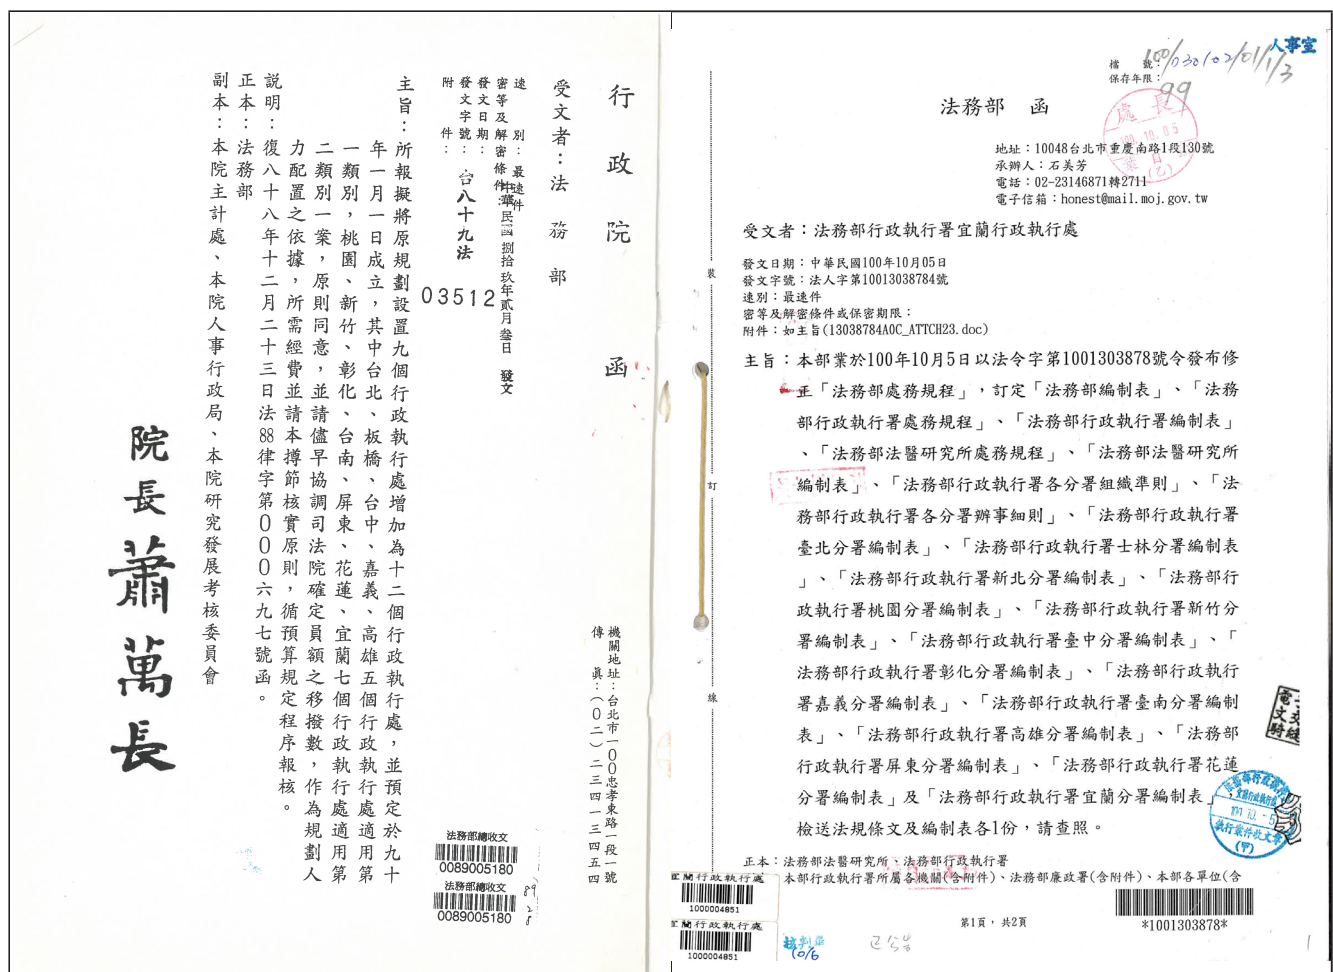 行政院 函
機關地址：台北市一００忠孝東路一段一號
傳 真：（０二）二三四一三四五四
受文者：法務部
速別：最速件
密等及解密條件：
發文日期：中華民國捌拾玖年貳月叁日 發文
發文字號：台八十九法
03512
附件：
主旨：所報擬將原規劃設置九個行政執行處增加為十二個行政執行處，並預定於九十
年一月一日成立，其中台北、板橋、台中、嘉義、高雄五個行政執行處適用第
一類別，桃園、新竹、彰化、台南、屏東、花蓮、宜蘭七個行政執行處適用第
二類別一案，原則同意，並請儘早協調司法院確定員額之移撥數，作為規劃人
力配置之依據，所需經費並請本撙節核實原則，循預算規定程序報核。
說明：復八十八年十二月二十三日法88律字第０００六九七號函。
正本：法務部
副本：本院主計處、本院人事行政局、本院研究發展考核委員會
院長 蕭萬長
法務部總收文
0089005180
法務部總收文
0089005180
89
2
8
人事室
檔 號：100/030102/01/1/3
保存年限：99
法務部 函
處長
100.10.05
(乙)
地址：10048台北市重慶南路1段130號
承辦人：石美芳
電話：02-23146871轉2711
電子信箱：honest@mail.moj.gov.tw
受文者：法務部行政執行署宜蘭行政執行處
發文日期：中華民國100年10月05日
發文字號：法人字第10013038784號
速別：最速件
密等及解密條件或保密期限：
附件：如主旨(13038784A0C_ATTCH23.doc)
裝
訂
線
主旨：本部業於100年10月5日以法令字第1001303878號令發布修
正「法務部處務規程」，訂定「法務部編制表」、「法務
部行政執行署處務規程」、「法務部行政執行署編制表」
、「法務部法醫研究所處務規程」、「法務部法醫研究所
編制表」、「法務部行政執行署各分署組織準則」、「法
務部行政執行署各分署辦事細則」、「法務部行政執行署
臺北分署編制表」、「法務部行政執行署士林分署編制表
」、「法務部行政執行署新北分署編制表」、「法務部行
政執行署桃園分署編制表」、「法務部行政執行署新竹分
署編制表」、「法務部行政執行署臺中分署編制表」、「
法務部行政執行署彰化分署編制表」、「法務部行政執行
署嘉義分署編制表」、「法務部行政執行署臺南分署編制
表」、「法務部行政執行署高雄分署編制表」、「法務部
行政執行署屏東分署編制表」、「法務部行政執行署花蓮
分署編制表」及「法務部行政執行署宜蘭分署編制表」，
檢送法規條文及編制表各1份，請查照。
正本：法務部法醫研究所、法務部行政執行署
本部行政執行署所屬各機關(含附件)、法務部廉政署(含附件)、本部各單位(含
宜蘭行政執行處
1000004851
宜蘭行政執行處
1000004851
10/6
第1頁，共2頁
*1001303878*
執行案件收文章
(甲)